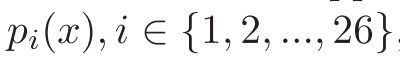 p_i(x), i ∈ {1, 2, ..., 26},